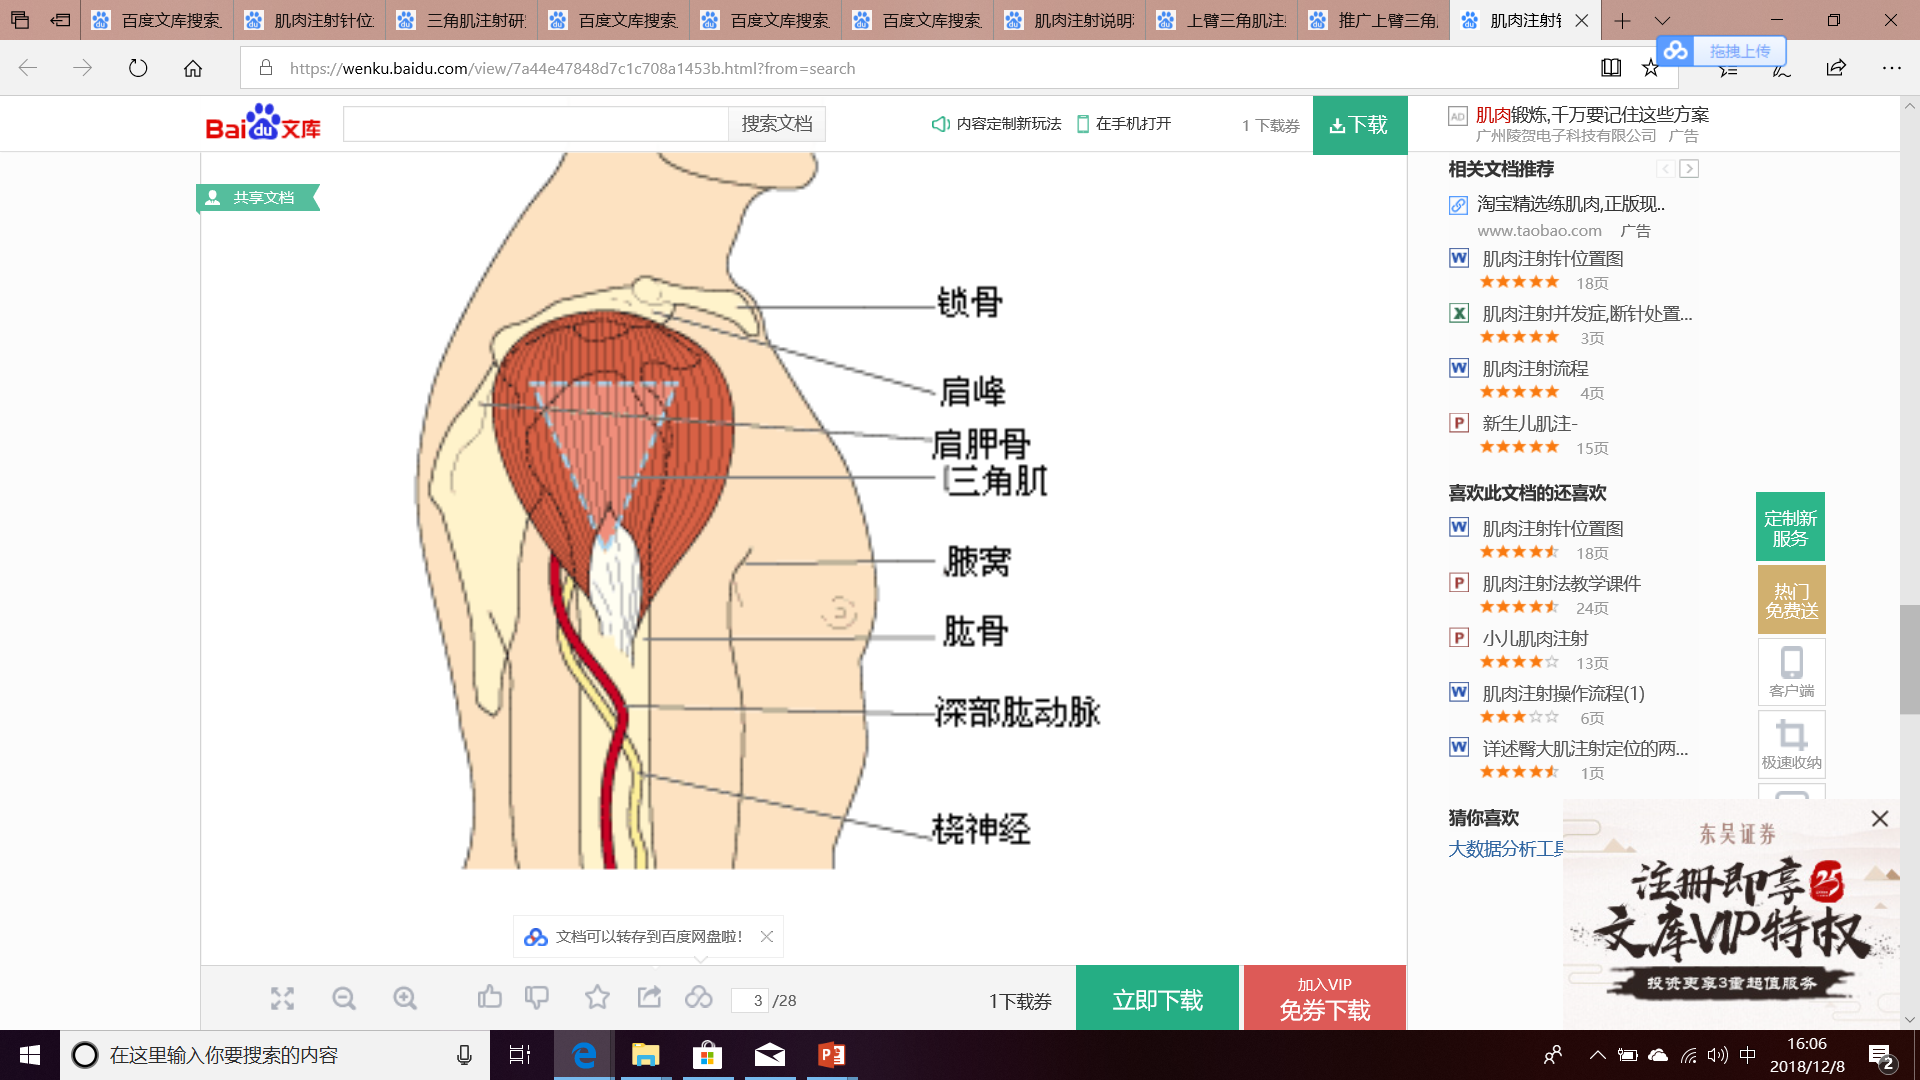 百度文库搜索
肌肉注射针位
三角肌注射研
百度文库搜索
百度文库搜索
百度文库搜索
肌肉注射说明
上臂三角肌注
推广上臂三角
肌肉注射针
https://wenku.baidu.com/view/7a44e47848d7c1c708a1453b.html?from=search
拖拽上传
Bai du 文库
搜索文档
内容定制新玩法
在手机打开
1 下载券
下载
AD 肌肉锻炼,千万要记住这些方案
广州陵贺电子科技有限公司 广告
共享文档
锁骨
肩峰
肩胛骨
三角肌
腋窝
肱骨
深部肱动脉
桡神经
相关文档推荐
淘宝精选练肌肉,正版现..
www.taobao.com 广告
肌肉注射针位置图
18页
肌肉注射并发症,断针处置...
3页
肌肉注射流程
4页
新生儿肌注-
15页
喜欢此文档的还喜欢
肌肉注射针位置图
18页
肌肉注射法教学课件
24页
小儿肌肉注射
13页
肌肉注射操作流程(1)
6页
详述臀大肌注射定位的两...
1页
猜你喜欢
大数据分析工具
定制新
服务
热门
免费送
客户端
极速收纳
东吴证券
注册即享
25
文库VIP特权
投资更享3重超值服务
文档可以转存到百度网盘啦!
3 /28
1下载券
立即下载
加入VIP
免券下载
在这里输入你要搜索的内容
中
16:06
2018/12/8
2